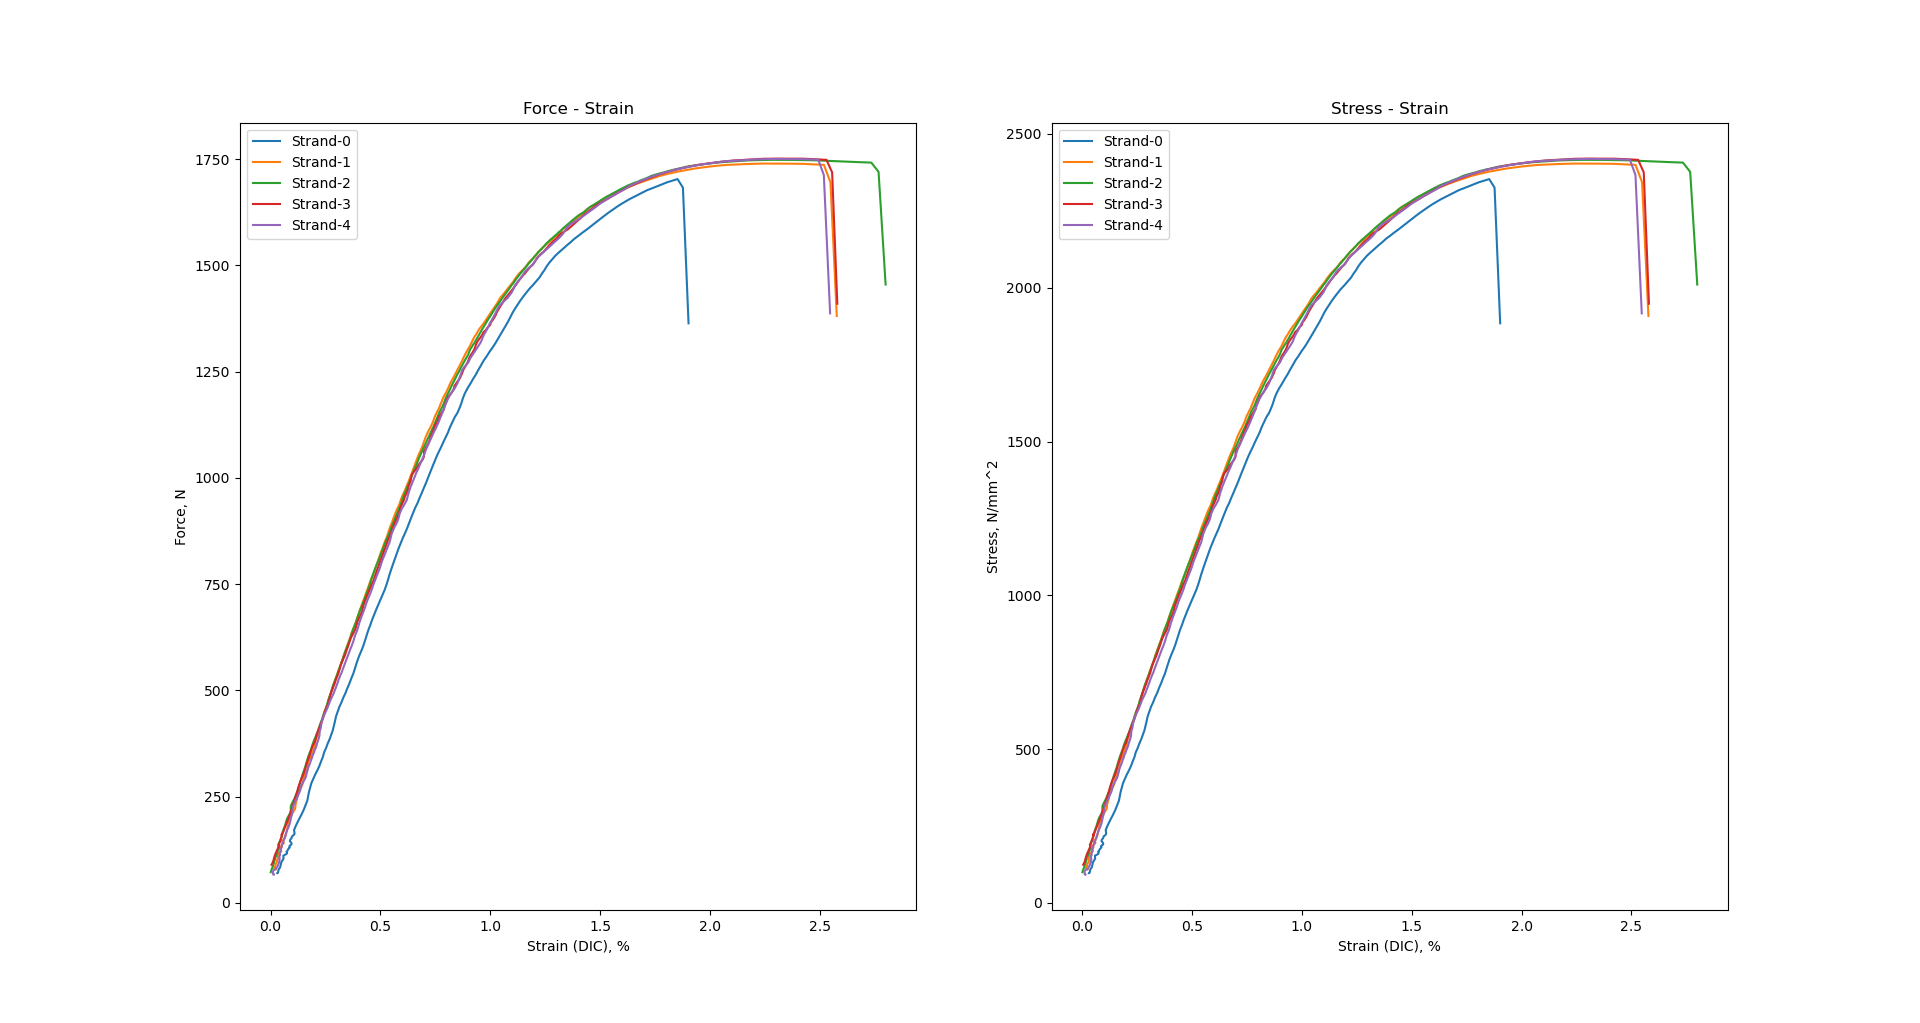 Force - Strain
Strand-0
Strand-1
Strand-2
Strand-3
Strand-4
1750
1500
1250
1000
750
500
250
0
Force, N
0.0 0.5 1.0 1.5 2.0 2.5
Strain (DIC), %
Stress - Strain
Strand-0
Strand-1
Strand-2
Strand-3
Strand-4
2500
2000
1500
1000
500
0
Stress, N/mm^2
0.0 0.5 1.0 1.5 2.0 2.5
Strain (DIC), %